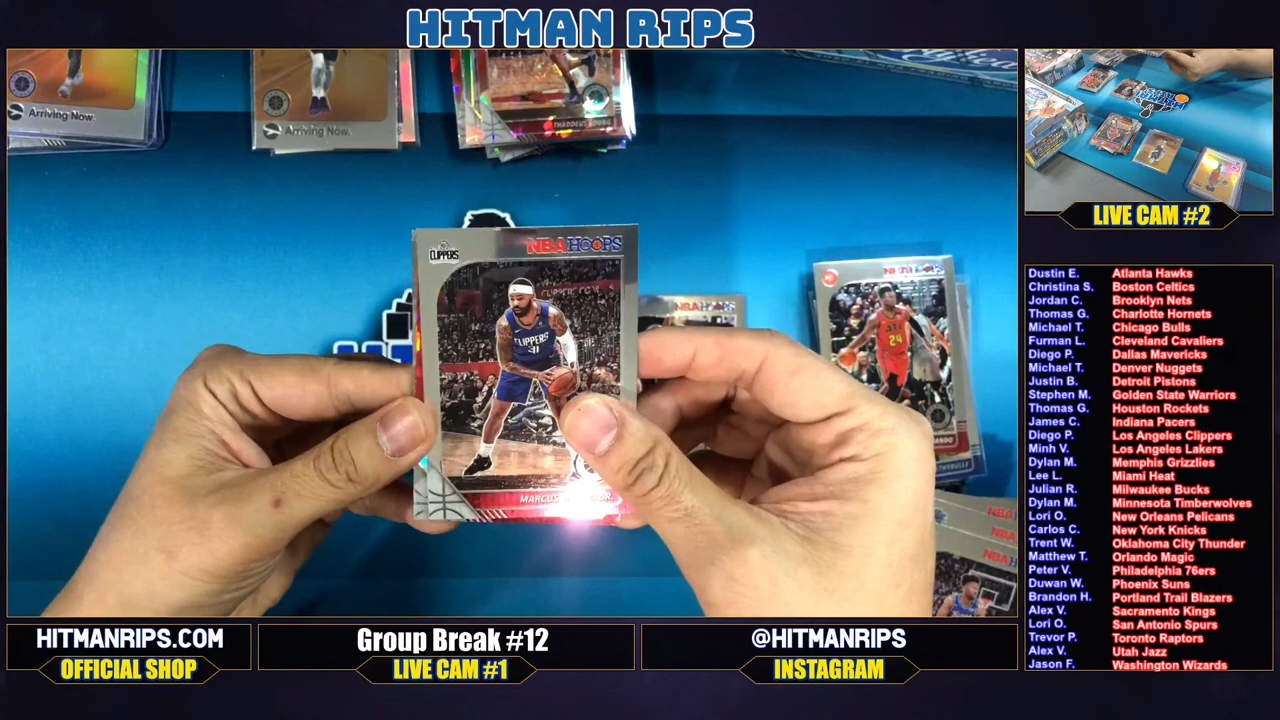 HITMAN RIPS
Arriving Now.
Arriving Now.
THADDEUS YOUNG
CLIPPERS
NBA HOOPS
CLIPPERS
31
MARCUS
NBA HOOPS
24
THYBULLE
NBA
NBA
NBA
LIVE CAM #2
Dustin E. Atlanta Hawks
Christina S. Boston Celtics
Jordan C. Brooklyn Nets
Thomas G. Charlotte Hornets
Michael T. Chicago Bulls
Furman L. Cleveland Cavaliers
Diego P. Dallas Mavericks
Michael T. Denver Nuggets
Justin B. Detroit Pistons
Stephen M. Golden State Warriors
Thomas G. Houston Rockets
James C. Indiana Pacers
Diego P. Los Angeles Clippers
Minh V. Los Angeles Lakers
Dylan M. Memphis Grizzlies
Lee L. Miami Heat
Julian R. Milwaukee Bucks
Dylan M. Minnesota Timberwolves
Lori O. New Orleans Pelicans
Carlos C. New York Knicks
Trent W. Oklahoma City Thunder
Matthew T. Orlando Magic
Peter V. Philadelphia 76ers
Duwan W. Phoenix Suns
Brandon H. Portland Trail Blazers
Alex V. Sacramento Kings
Lori O. San Antonio Spurs
Trevor P. Toronto Raptors
Alex V. Utah Jazz
Jason F. Washington Wizards
HITMANRIPS.COM
OFFICIAL SHOP
Group Break #12
LIVE CAM #1
@HITMANRIPS
INSTAGRAM